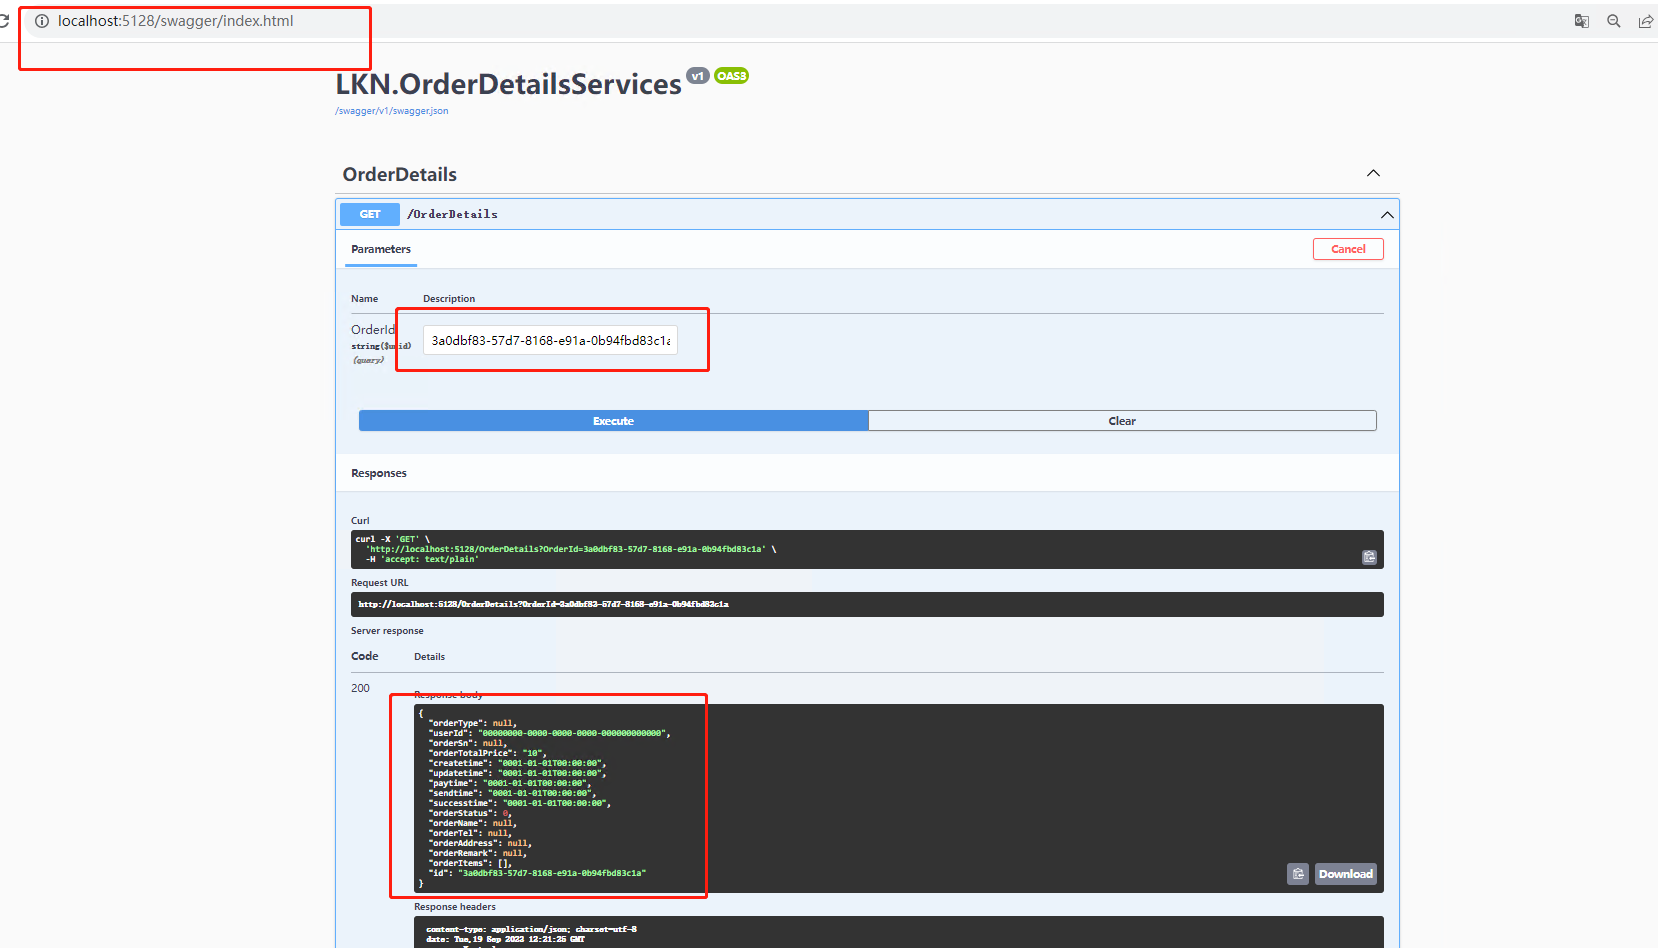 localhost:5128/swagger/index.html
LKN.OrderDetailsServices v1 OAS3
/swagger/v1/swagger.json
OrderDetails
GET /OrderDetails
Parameters Cancel
Name Description
OrderId
string($uuid)
(query)
3a0dbf83-57d7-8168-e91a-0b94fbd83c1a
Execute Clear
Responses
Curl
curl -X 'GET' \
'http://localhost:5128/OrderDetails?OrderId=3a0dbf83-57d7-8168-e91a-0b94fbd83c1a' \
-H 'accept: text/plain'
Request URL
http://localhost:5128/OrderDetails?OrderId=3a0dbf83-57d7-8168-e91a-0b94fbd83c1a
Server response
Code Details
200
Response body
{
"orderType": null,
"userId": "00000000-0000-0000-0000-000000000000",
"orderSn": null,
"orderTotalPrice": "10",
"createtime": "0001-01-01T00:00:00",
"updatetime": "0001-01-01T00:00:00",
"paytime": "0001-01-01T00:00:00",
"sendtime": "0001-01-01T00:00:00",
"successtime": "0001-01-01T00:00:00",
"orderStatus": 0,
"orderName": null,
"orderTel": null,
"orderAddress": null,
"orderRemark": null,
"orderItems": [],
"id": "3a0dbf83-57d7-8168-e91a-0b94fbd83c1a"
}
Download
Response headers
content-type: application/json; charset=utf-8
date: Tue,19 Sep 2023 12:21:25 GMT